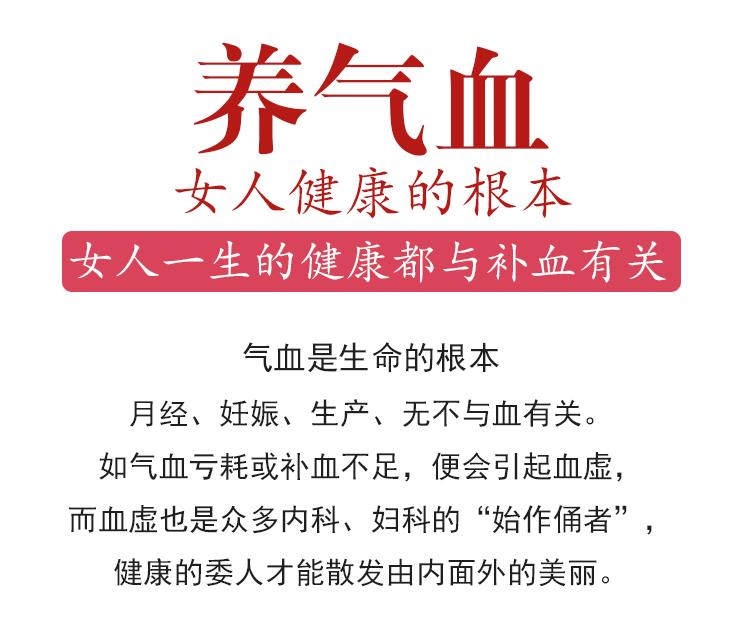 养气血
女人健康的根本
女人一生的健康都与补血有关
气血是生命的根本
月经、妊娠、生产、无不与血有关。
如气血亏耗或补血不足，便会引起血虚，
而血虚也是众多内科、妇科的“始作俑者”，
健康的委人才能散发由内面外的美丽。